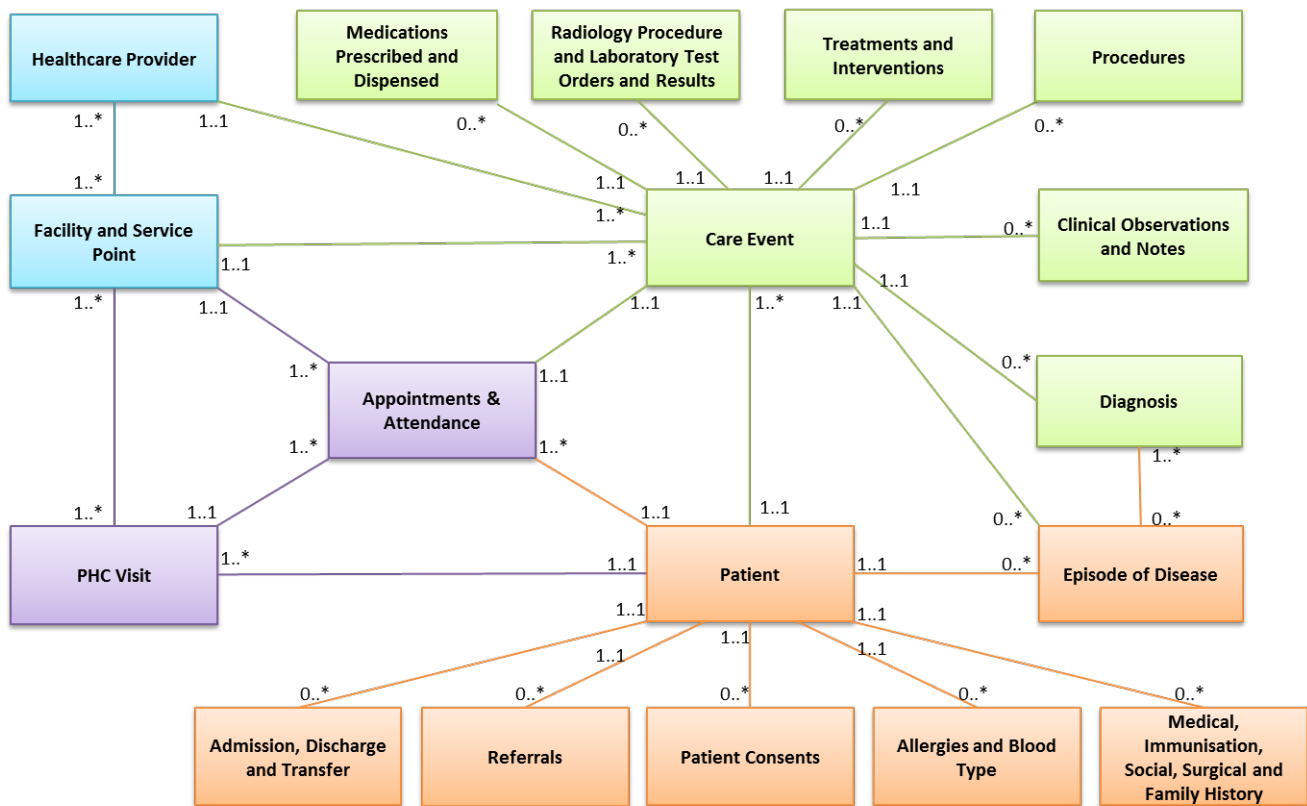 Healthcare Provider
Medications
Prescribed and
Dispensed
Radiology Procedure
and Laboratory Test
Orders and Results
Treatments and
Interventions
Procedures
1..*
1..1
0..*
0..*
0..*
0..*
1..*
1..1
1..1
1..1
1..1
Facility and Service
Point
1..*
Care Event
1..1
0..*
Clinical Observations
and Notes
1..1
1..*
1..*
1..1
1..1
1..*
1..1
1..1
1..*
1..1
0..*
Appointments &
Attendance
Diagnosis
1..*
1..*
1..*
1..*
1..1
1..1
1..1
0..*
0..*
PHC Visit
1..*
1..1
Patient
1..1
0..*
Episode of Disease
1..1
1..1
1..1
1..1
1..1
0..*
0..*
0..*
0..*
0..*
Admission, Discharge
and Transfer
Referrals
Patient Consents
Allergies and Blood
Type
Medical,
Immunisation,
Social, Surgical and
Family History